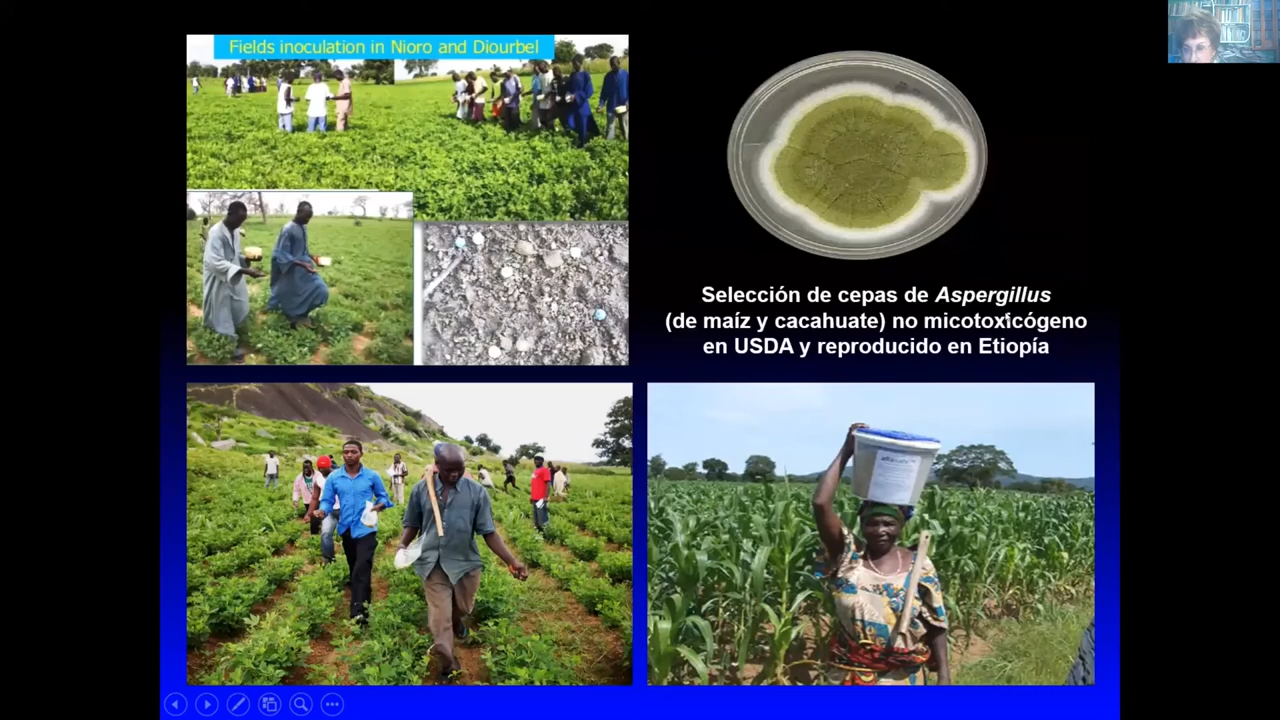 Fields inoculation in Nioro and Diourbel
Selección de cepas de Aspergillus
(de maíz y cacahuate) no micotoxicógeno
en USDA y reproducido en Etiopía